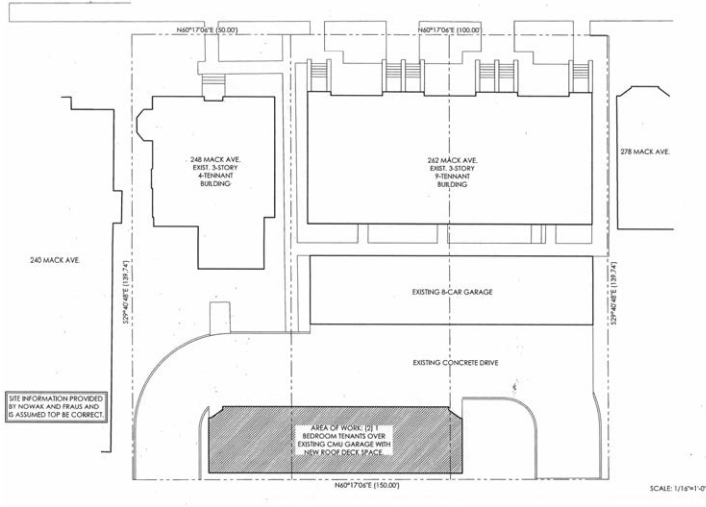 N60°17'06"E (50.00')
N60°17'06"E (100.00')
248 MACK AVE.
EXIST. 3-STORY
4-TENNANT
BUILDING
262 MACK AVE.
EXIST. 3-STORY
9-TENNANT
BUILDING
278 MACK AVE.
240 MACK AVE.
S29°40'48"E (139.74')
S29°40'48"E (139.74')
EXISTING 8-CAR GARAGE
EXISTING CONCRETE DRIVE
SITE INFORMATION PROVIDED
BY NOWAK AND FRAUS AND
IS ASSUMED TOP BE CORRECT.
AREA OF WORK: [2] 1
BEDROOM TENANTS OVER
EXISTING CMU GARAGE WITH
NEW ROOF DECK SPACE.
N60°17'06"E (150.00')
SCALE: 1/16"=1'-0"